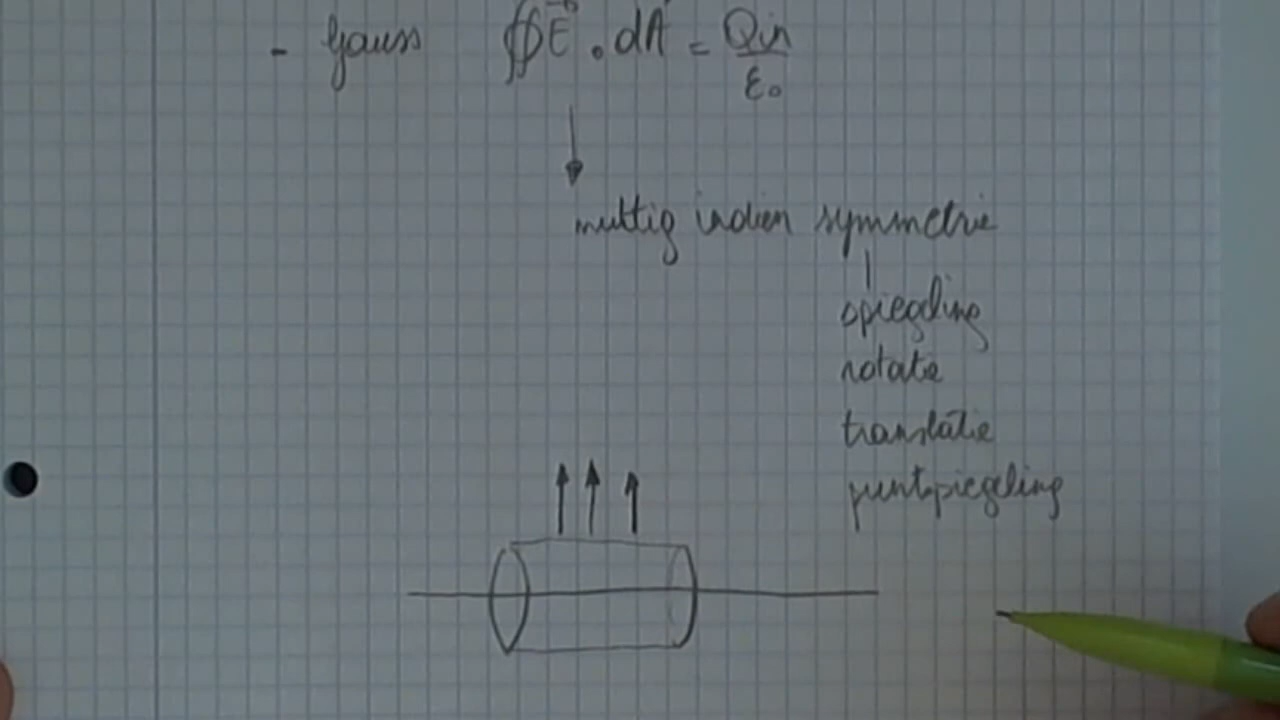 - Gauss ∯E⃗ . dA = Qin/ε₀
nuttig indien symmetrie
spiegeling
rotatie
translatie
puntspiegeling